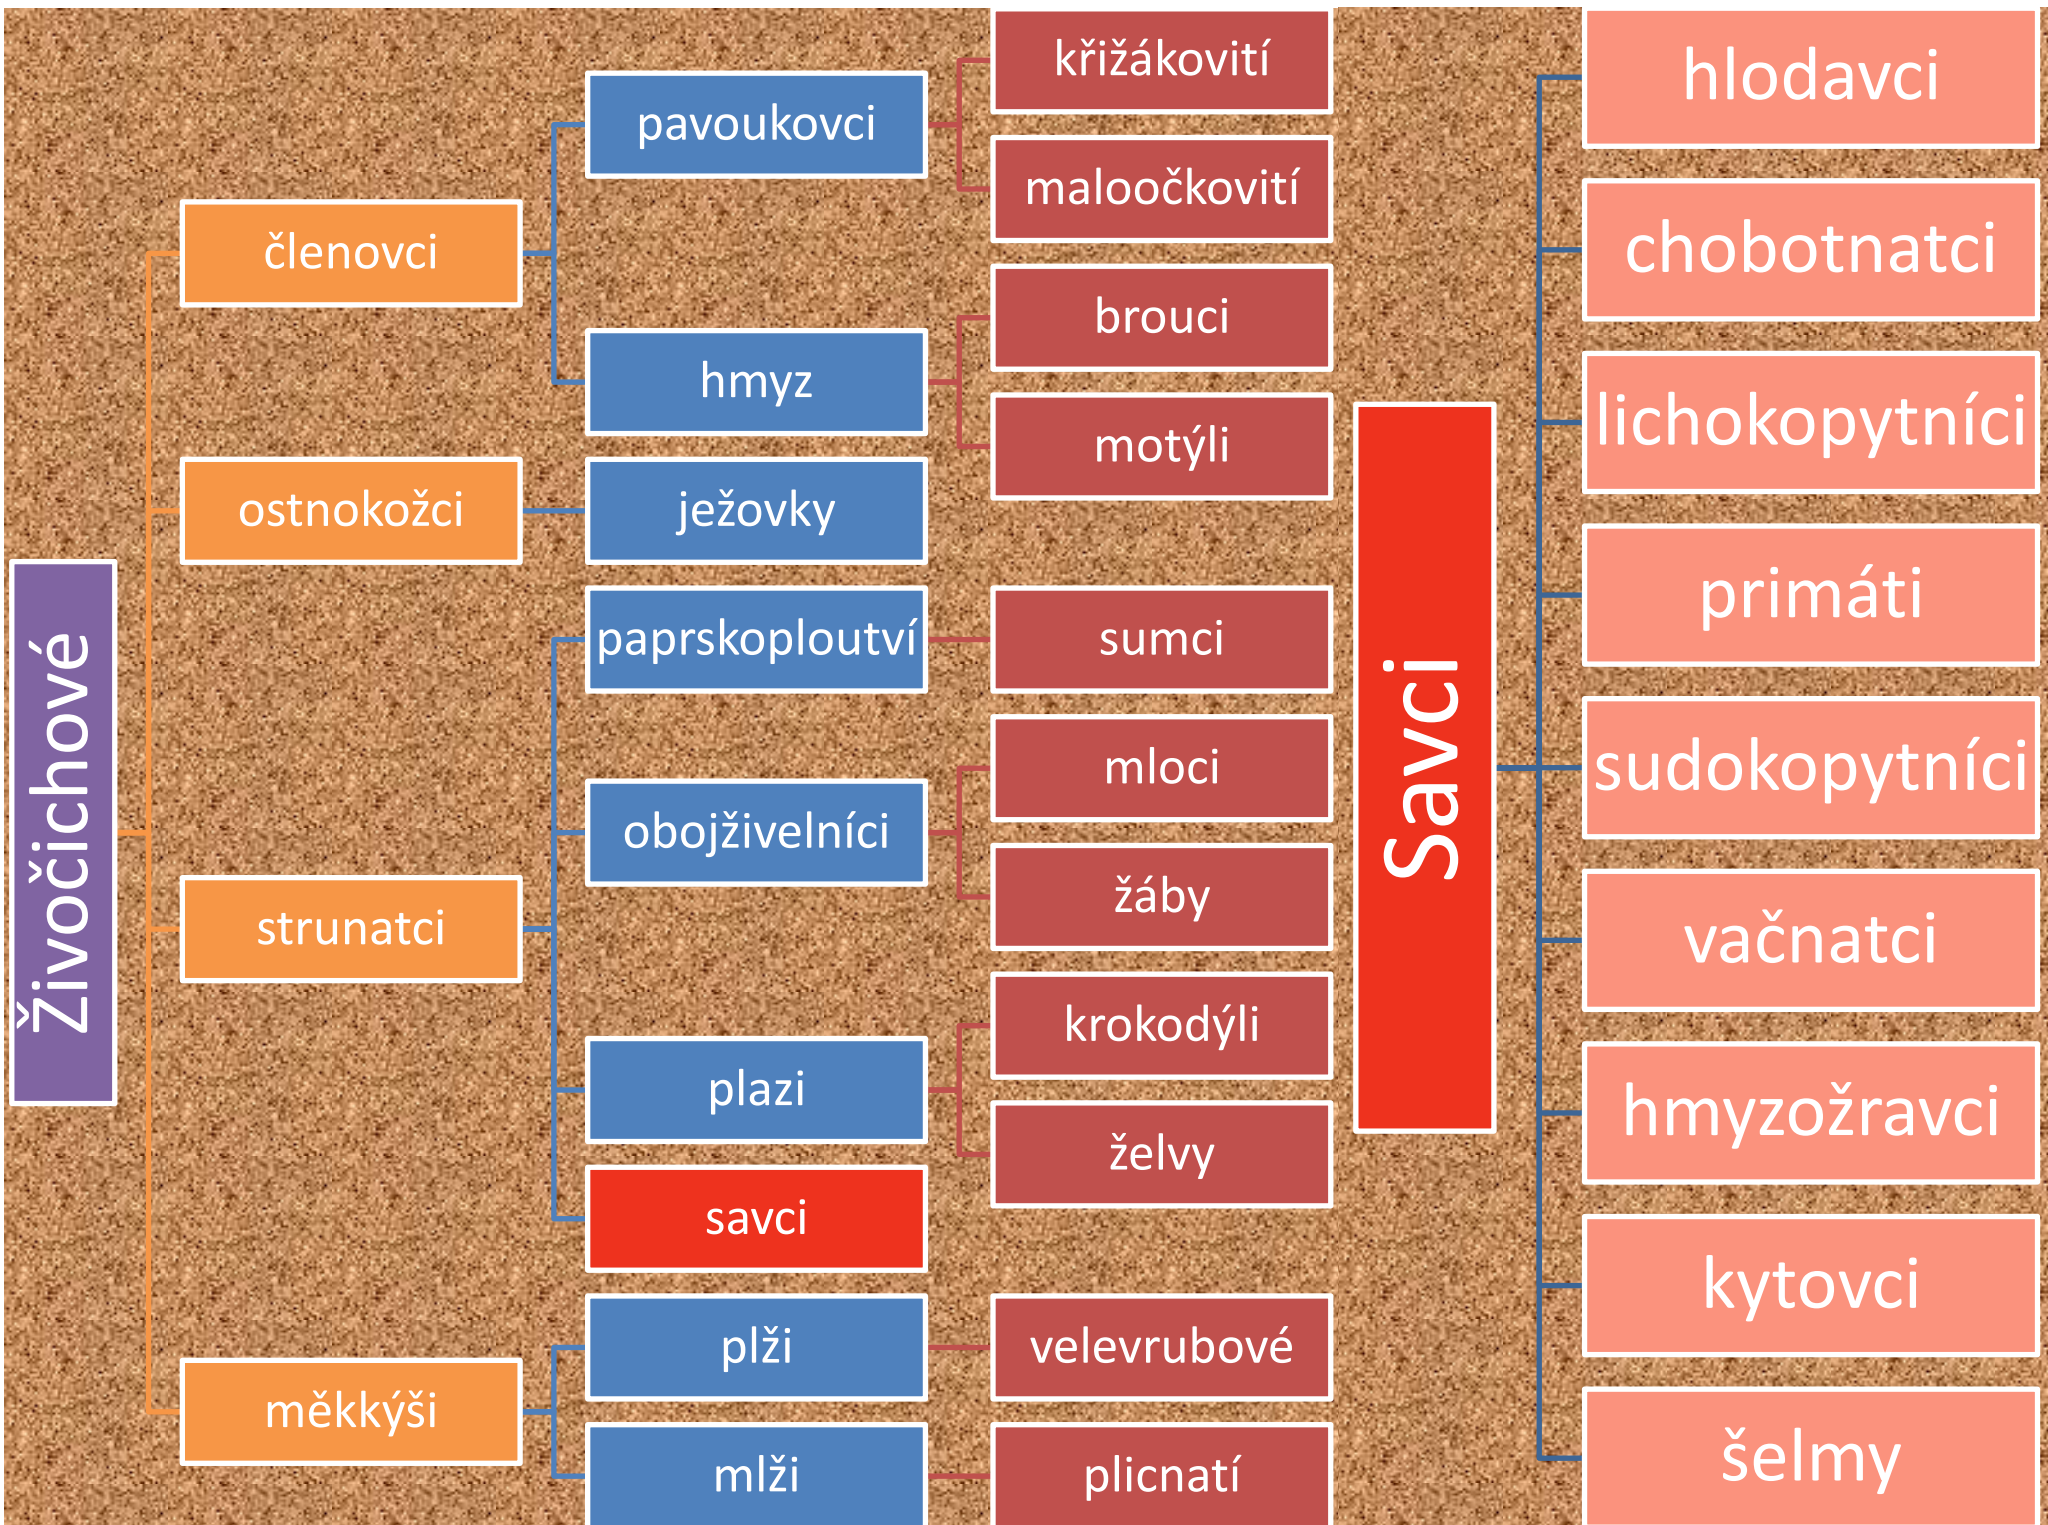 Živočichové
členovci
pavoukovci
křižákovití
maloočkovití
hmyz
brouci
motýli
ostnokožci
ježovky
strunatci
paprskoploutví
sumci
obojživelníci
mloci
žáby
plazi
krokodýli
želvy
savci
měkkýši
plži
velevrubové
mlži
plicnatí
Savci
hlodavci
chobotnatci
lichokopytníci
primáti
sudokopytníci
vačnatci
hmyzožravci
kytovci
šelmy